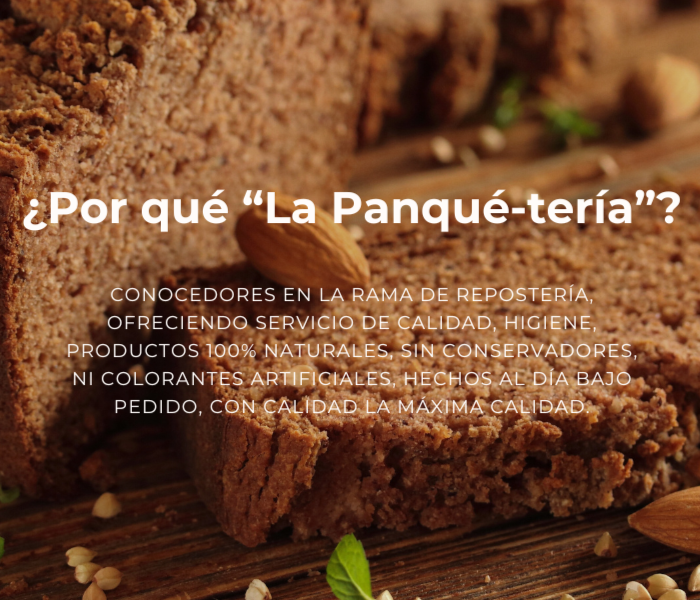 ¿Por qué “La Panqué-tería”?
CONOCEDORES EN LA RAMA DE REPOSTERÍA,
OFRECIENDO SERVICIO DE CALIDAD, HIGIENE,
PRODUCTOS 100% NATURALES, SIN CONSERVADORES,
NI COLORANTES ARTIFICIALES, HECHOS AL DÍA BAJO
PEDIDO, CON CALIDAD LA MÁXIMA CALIDAD.